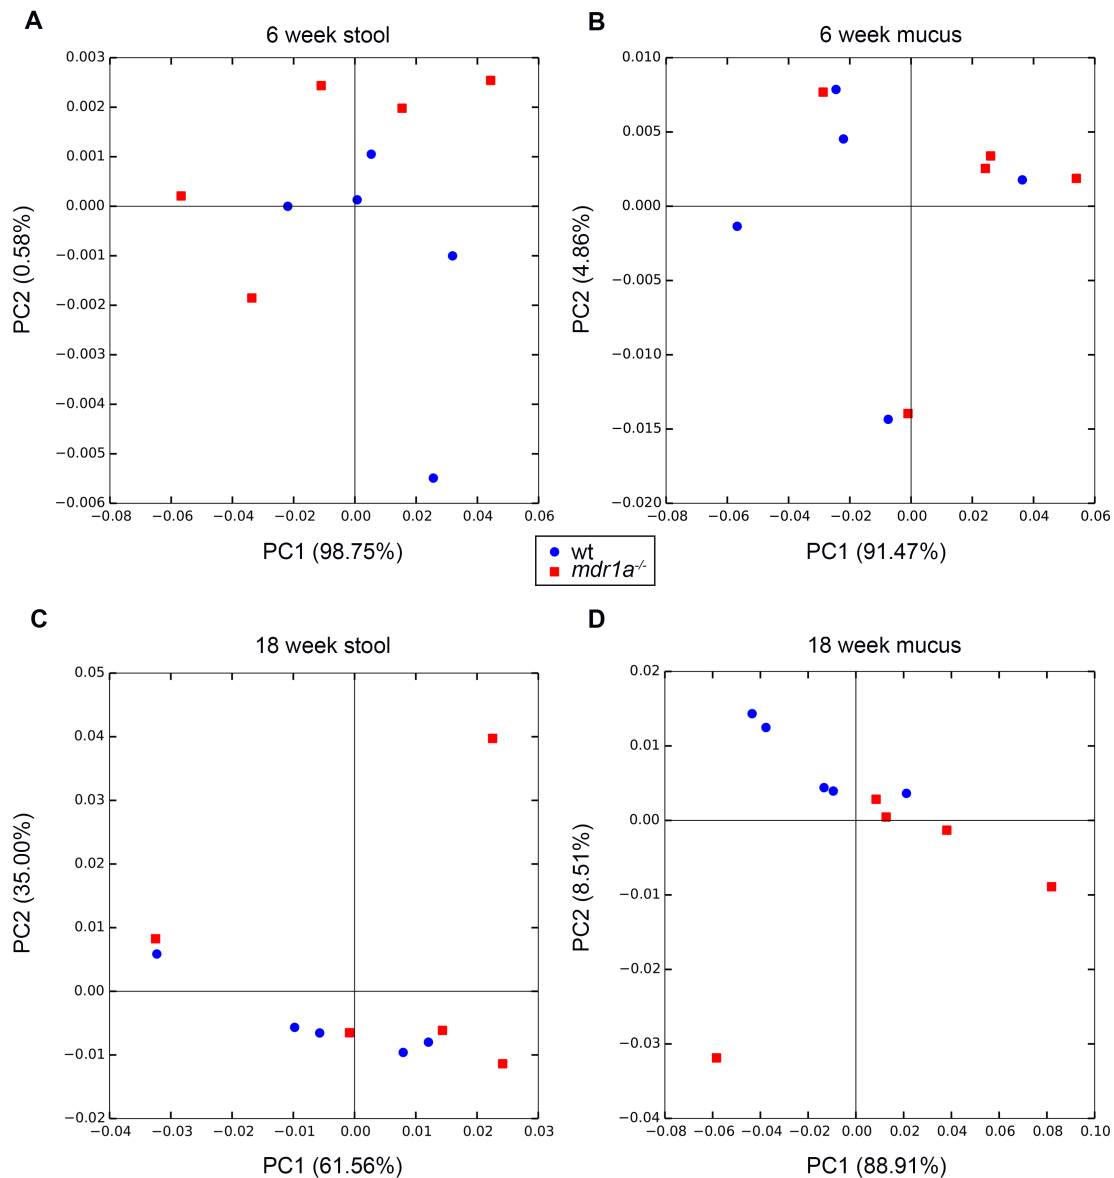 A
6 week stool
0.003
0.002
0.001
0.000
−0.001
−0.002
−0.003
−0.004
−0.005
−0.006
−0.08 −0.06 −0.04 −0.02 0.00 0.02 0.04 0.06
PC2 (0.58%)
PC1 (98.75%)
B
6 week mucus
0.010
0.005
0.000
−0.005
−0.010
−0.015
−0.020
−0.08 −0.06 −0.04 −0.02 0.00 0.02 0.04 0.06
PC2 (4.86%)
PC1 (91.47%)
wt
mdr1a-/-
C
18 week stool
0.05
0.04
0.03
0.02
0.01
0.00
−0.01
−0.02
−0.04 −0.03 −0.02 −0.01 0.00 0.01 0.02 0.03
PC2 (35.00%)
PC1 (61.56%)
D
18 week mucus
0.02
0.01
0.00
−0.01
−0.02
−0.03
−0.04
−0.08 −0.06 −0.04 −0.02 0.00 0.02 0.04 0.06 0.08 0.10
PC2 (8.51%)
PC1 (88.91%)